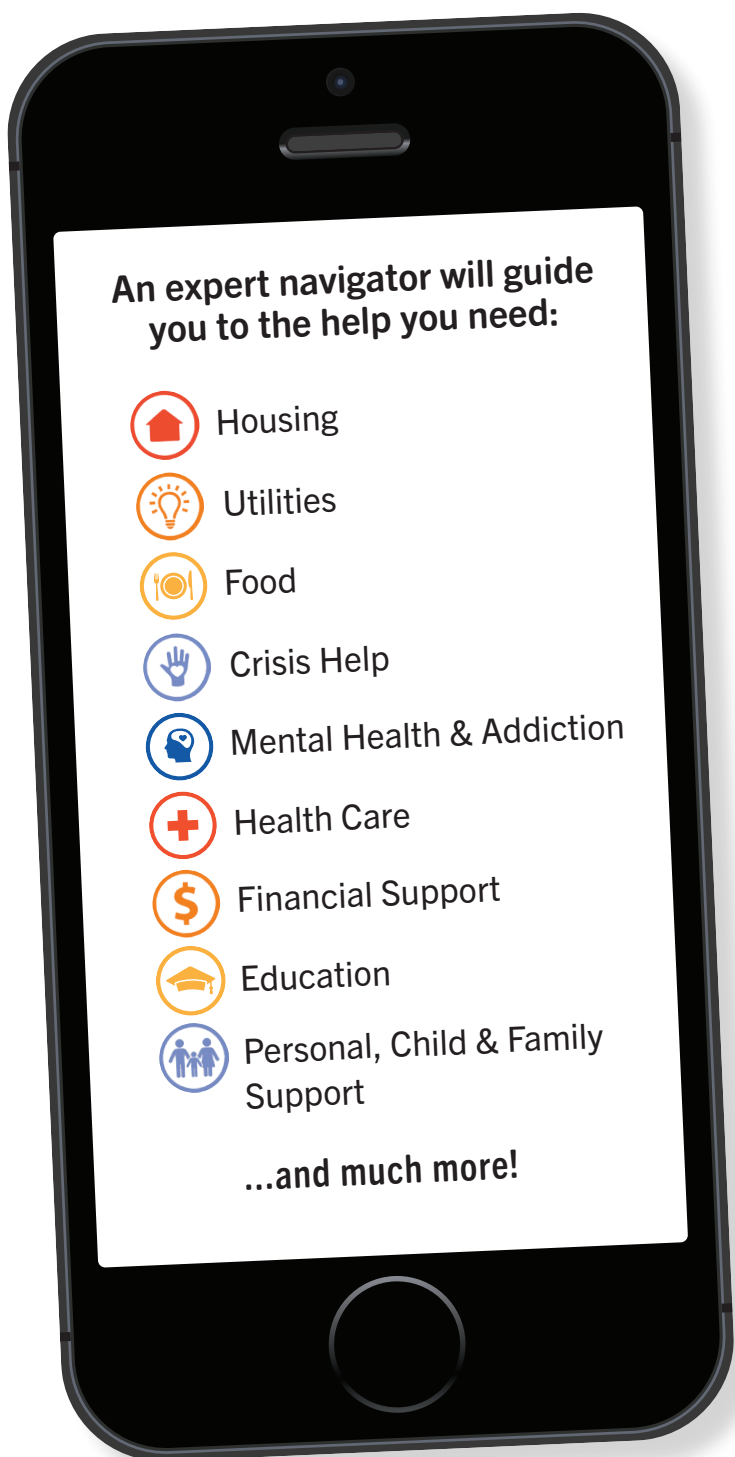 An expert navigator will guide
you to the help you need:
Housing
Utilities
Food
Crisis Help
Mental Health & Addiction
Health Care
$
Financial Support
Education
Personal, Child & Family
Support
...and much more!